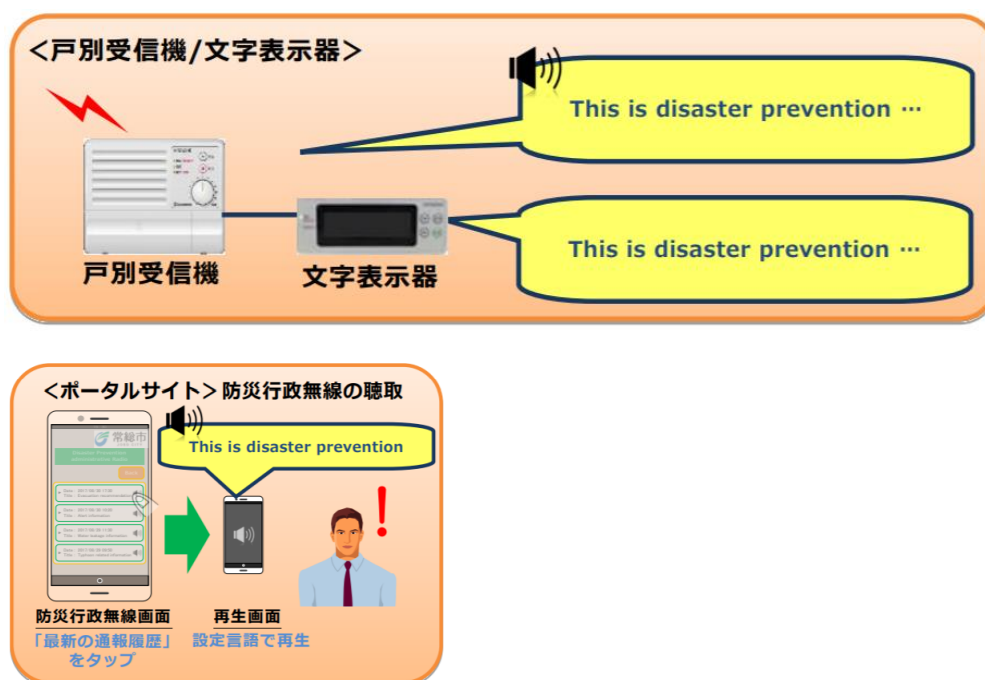 ＜戸別受信機/文字表示器＞
This is disaster prevention …
戸別受信機
文字表示器
This is disaster prevention …
＜ポータルサイト＞防災行政無線の聴取
常総市
This is disaster prevention
防災行政無線画面
「最新の通報履歴」
をタップ
再生画面
設定言語で再生
!